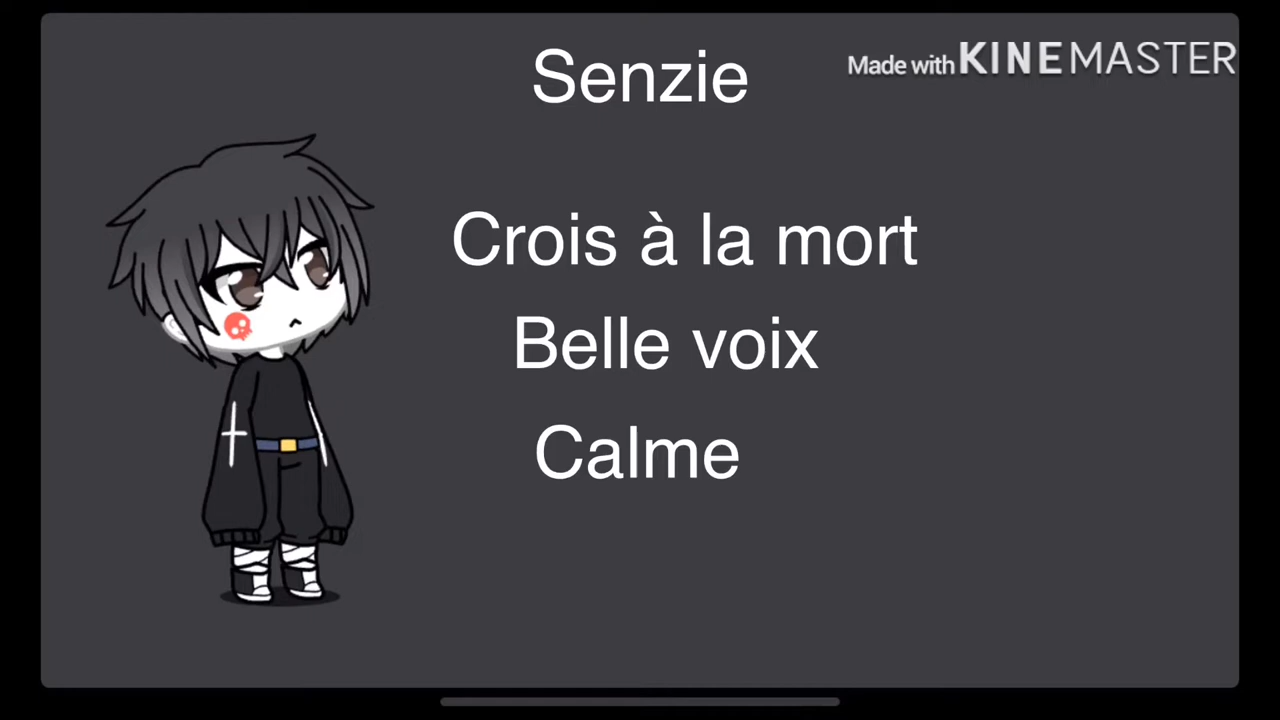 Senzie
Made with KINEMASTER
Crois à la mort
Belle voix
Calme